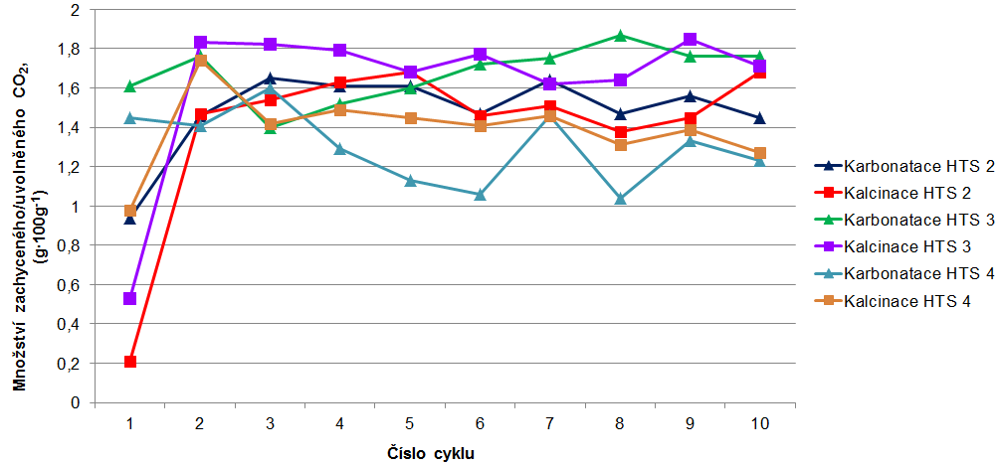 2
1,8
1,6
1,4
1,2
1
0,8
0,6
0,4
0,2
0
Množství zachyceného/uvolněného CO2,
(g·100g-1)
1 2 3 4 5 6 7 8 9 10
Číslo cyklu
Karbonatace HTS 2
Kalcinace HTS 2
Karbonatace HTS 3
Kalcinace HTS 3
Karbonatace HTS 4
Kalcinace HTS 4